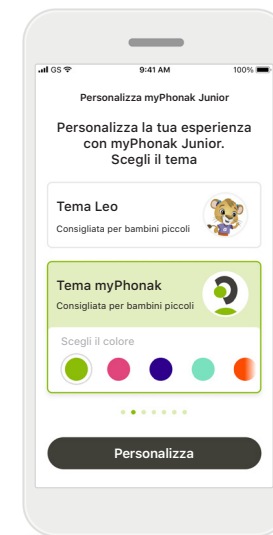 GS 9:41 AM 100%
Personalizza myPhonak Junior
Personalizza la tua esperienza
con myPhonak Junior.
Scegli il tema
Tema Leo
Consigliata per bambini piccoli
Tema myPhonak
Consigliata per bambini piccoli
Scegli il colore
Personalizza